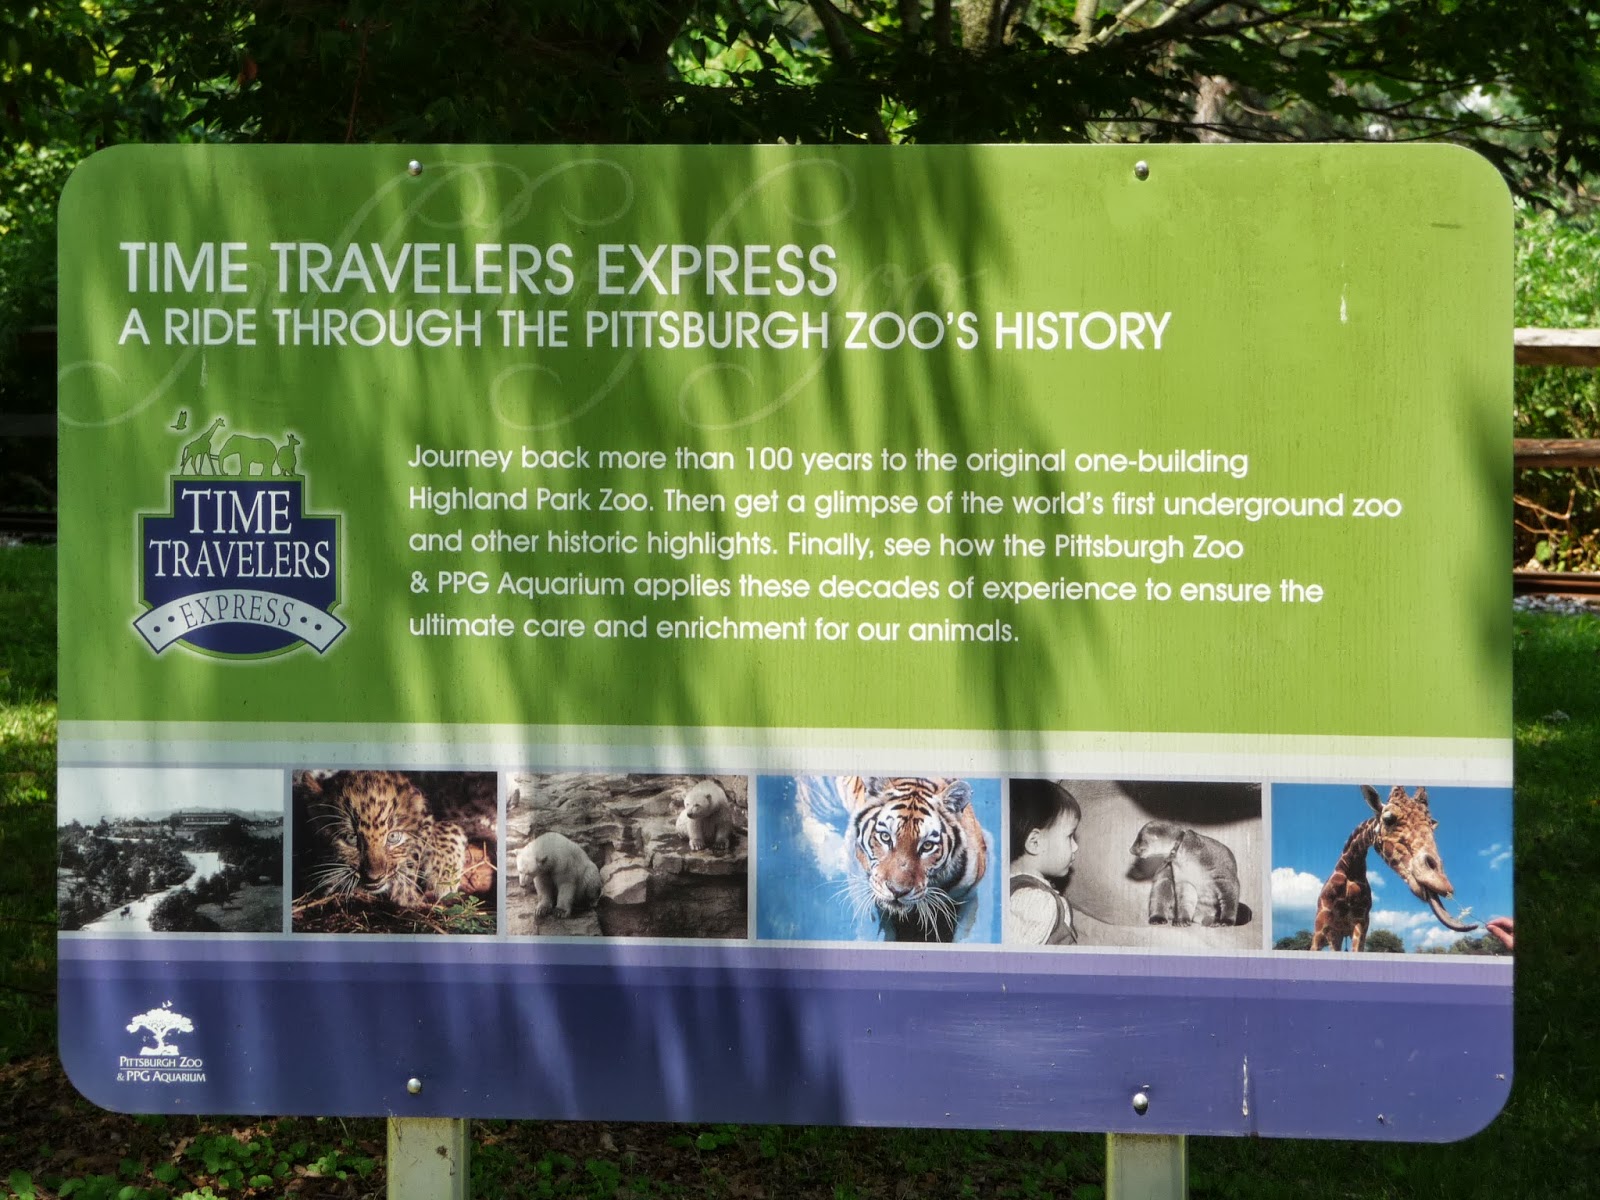 TIME TRAVELERS EXPRESS
A RIDE THROUGH THE PITTSBURGH ZOO'S HISTORY
TIME
TRAVELERS
EXPRESS
Journey back more than 100 years to the original one-building
Highland Park Zoo. Then get a glimpse of the world's first underground zoo
and other historic highlights. Finally, see how the Pittsburgh Zoo
& PPG Aquarium applies these decades of experience to ensure the
ultimate care and enrichment for our animals.
PITTSBURGH ZOO
& PPG AQUARIUM